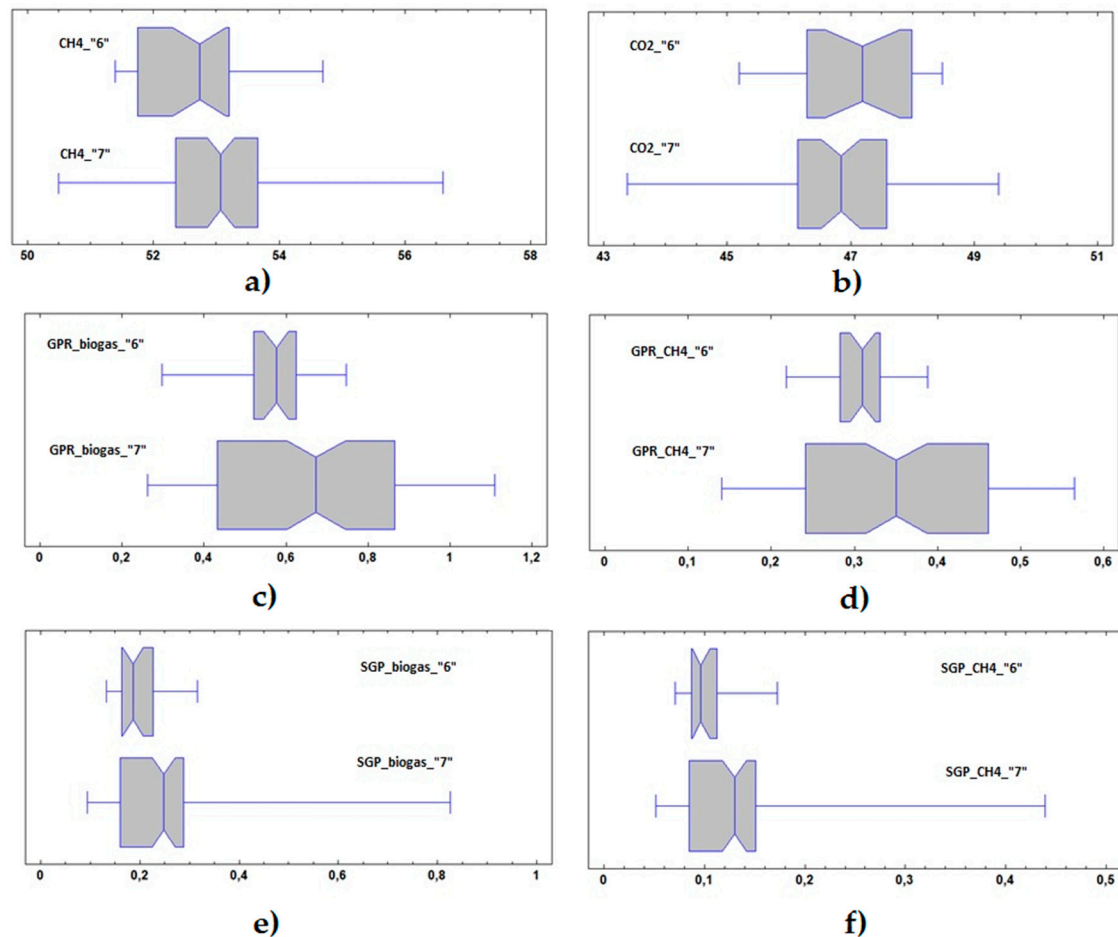 CH4_"6"
CH4_"7"
50 52 54 56 58
a)
CO2_"6"
CO2_"7"
43 45 47 49 51
b)
GPR_biogas_"6"
GPR_biogas_"7"
0 0,2 0,4 0,6 0,8 1 1,2
c)
GPR_CH4_"6"
GPR_CH4_"7"
0 0,1 0,2 0,3 0,4 0,5 0,6
d)
SGP_biogas_"6"
SGP_biogas_"7"
0 0,2 0,4 0,6 0,8 1
e)
SGP_CH4_"6"
SGP_CH4_"7"
0 0,1 0,2 0,3 0,4 0,5
f)